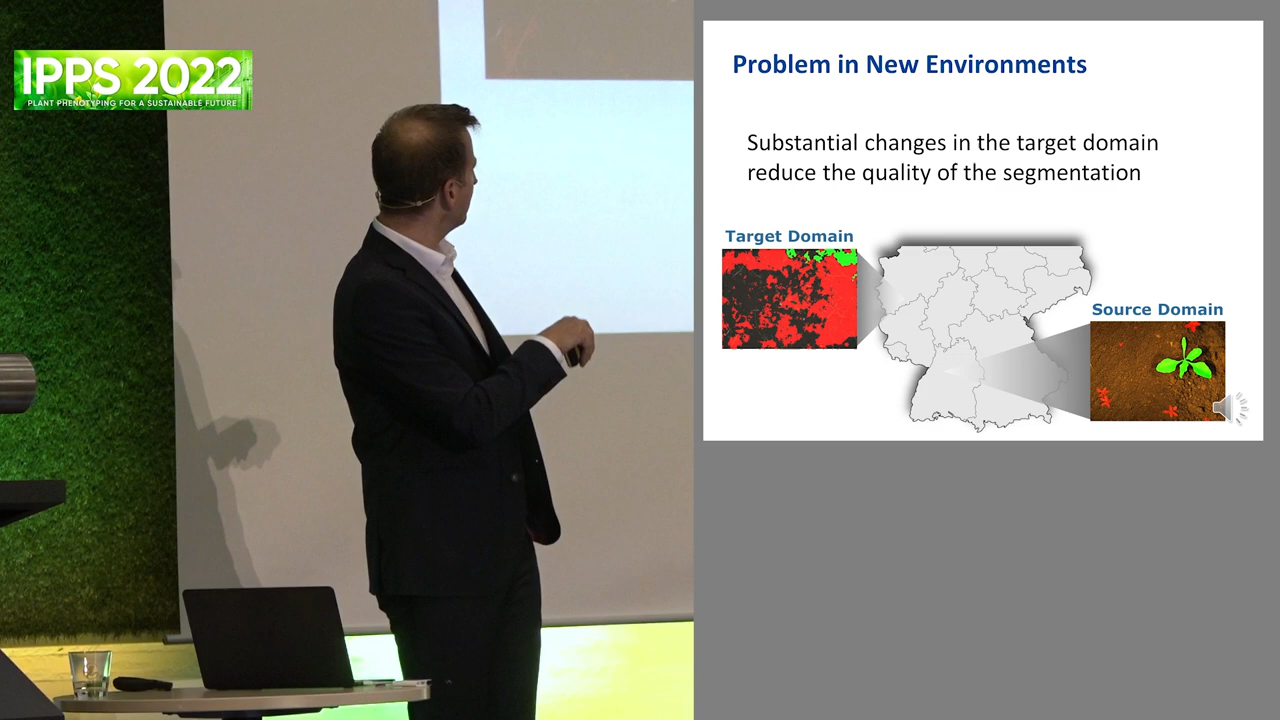 IPPS 2022
PLANT PHENOTYPING FOR A SUSTAINABLE FUTURE
Problem in New Environments
Substantial changes in the target domain
reduce the quality of the segmentation
Target Domain
Source Domain